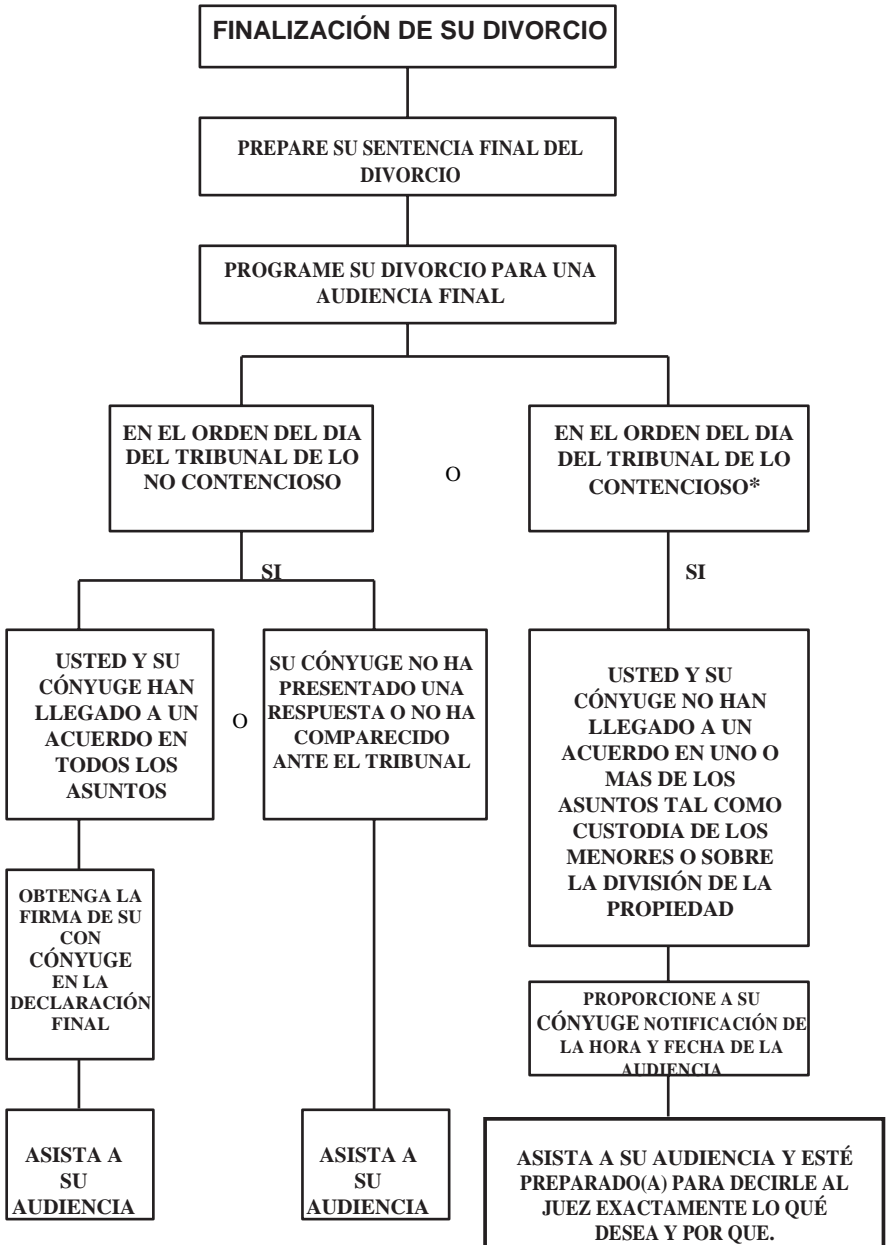 FINALIZACIÓN DE SU DIVORCIO
PREPARE SU SENTENCIA FINAL DEL
DIVORCIO
PROGRAME SU DIVORCIO PARA UNA
AUDIENCIA FINAL
EN EL ORDEN DEL DIA
DEL TRIBUNAL DE LO
NO CONTENCIOSO
O
EN EL ORDEN DEL DIA
DEL TRIBUNAL DE LO
CONTENCIOSO*
SI
SI
USTED Y SU
CÓNYUGE HAN
LLEGADO A UN
ACUERDO EN
TODOS LOS
ASUNTOS
O
SU CÓNYUGE NO HA
PRESENTADO UNA
RESPUESTA O NO HA
COMPARECIDO
ANTE EL TRIBUNAL
USTED Y SU
CÓNYUGE NO HAN
LLEGADO A UN
ACUERDO EN UNO O
MAS DE LOS
ASUNTOS TAL COMO
CUSTODIA DE LOS
MENORES O SOBRE
LA DIVISIÓN DE LA
PROPIEDAD
OBTENGA LA
FIRMA DE SU
CON
CÓNYUGE
EN LA
DECLARACIÓN
FINAL
PROPORCIONE A SU
CÓNYUGE NOTIFICACIÓN DE
LA HORA Y FECHA DE LA
AUDIENCIA
ASISTA A
SU
AUDIENCIA
ASISTA A
SU
AUDIENCIA
ASISTA A SU AUDIENCIA Y ESTÉ
PREPARADO(A) PARA DECIRLE AL
JUEZ EXACTAMENTE LO QUÉ
DESEA Y POR QUE.